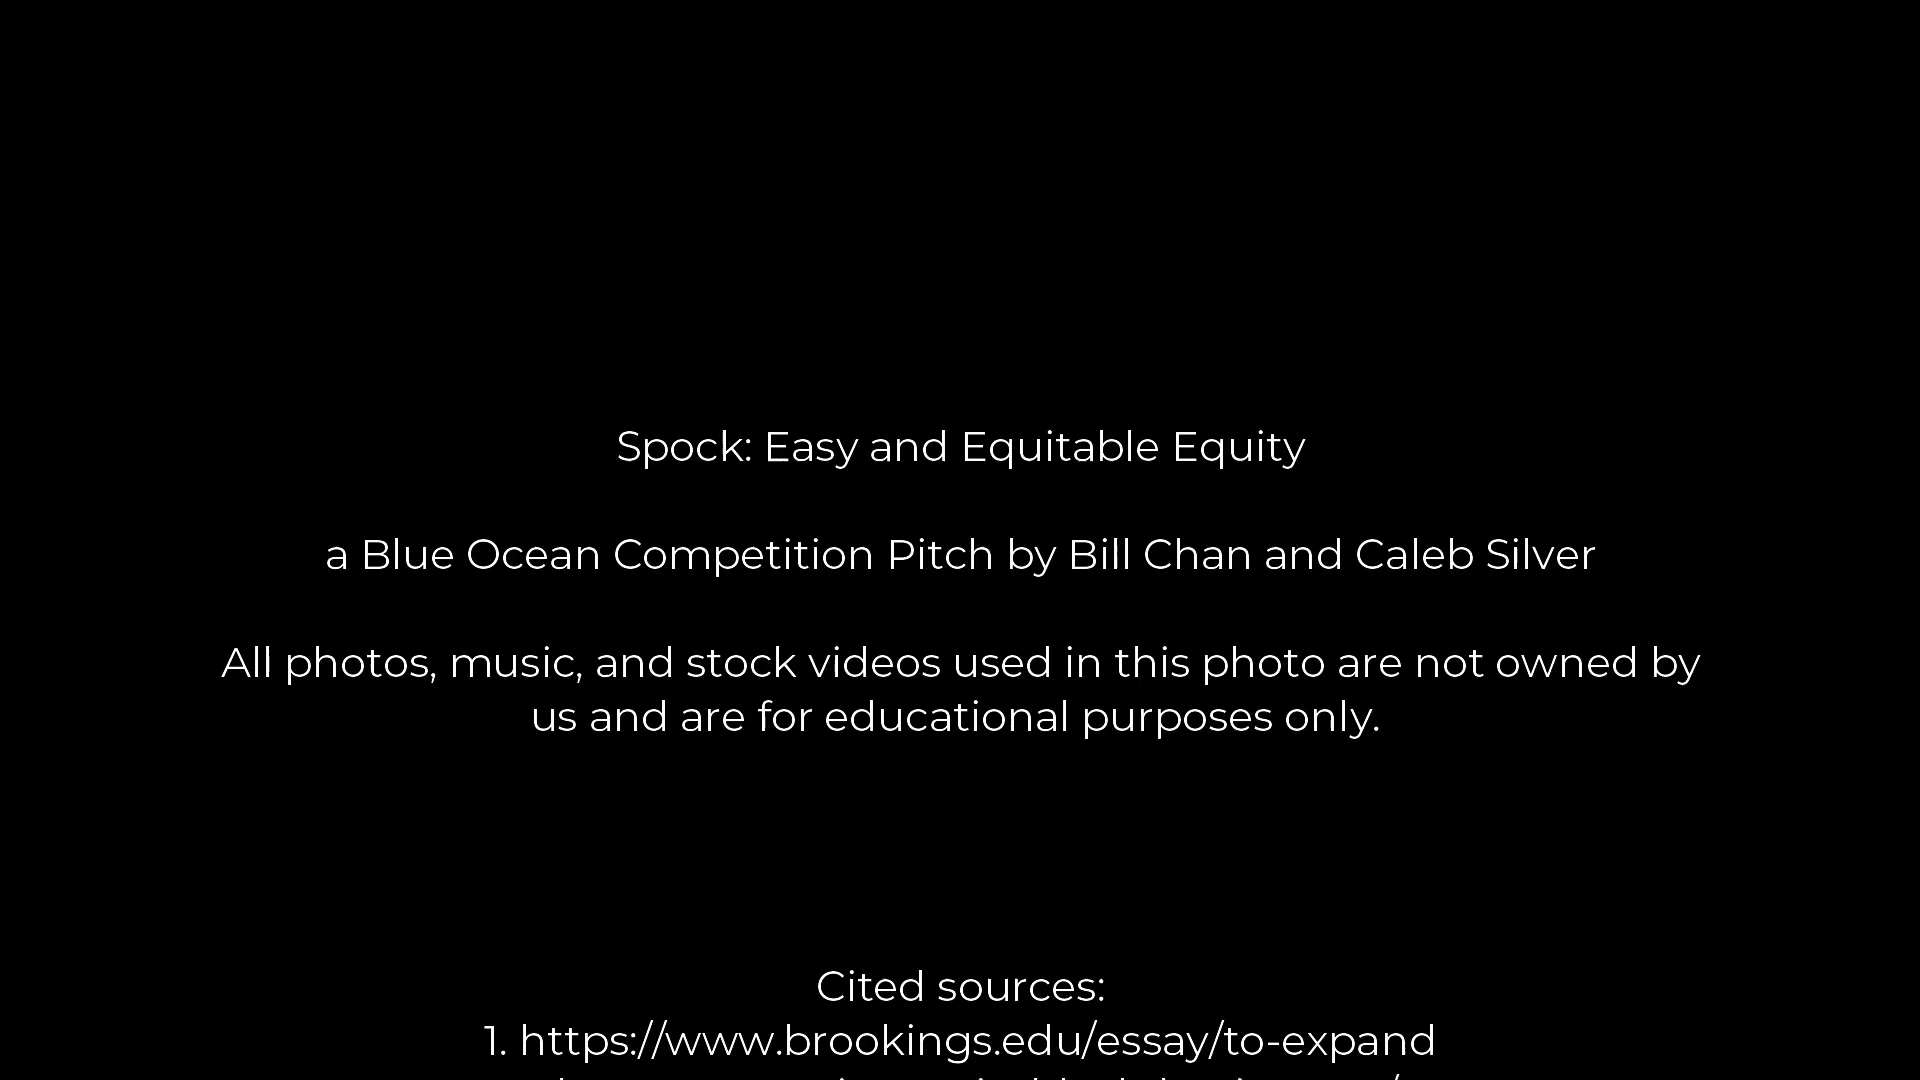 Spock: Easy and Equitable Equity
a Blue Ocean Competition Pitch by Bill Chan and Caleb Silver
All photos, music, and stock videos used in this photo are not owned by
us and are for educational purposes only.
Cited sources:
1. https://www.brookings.edu/essay/to-expand